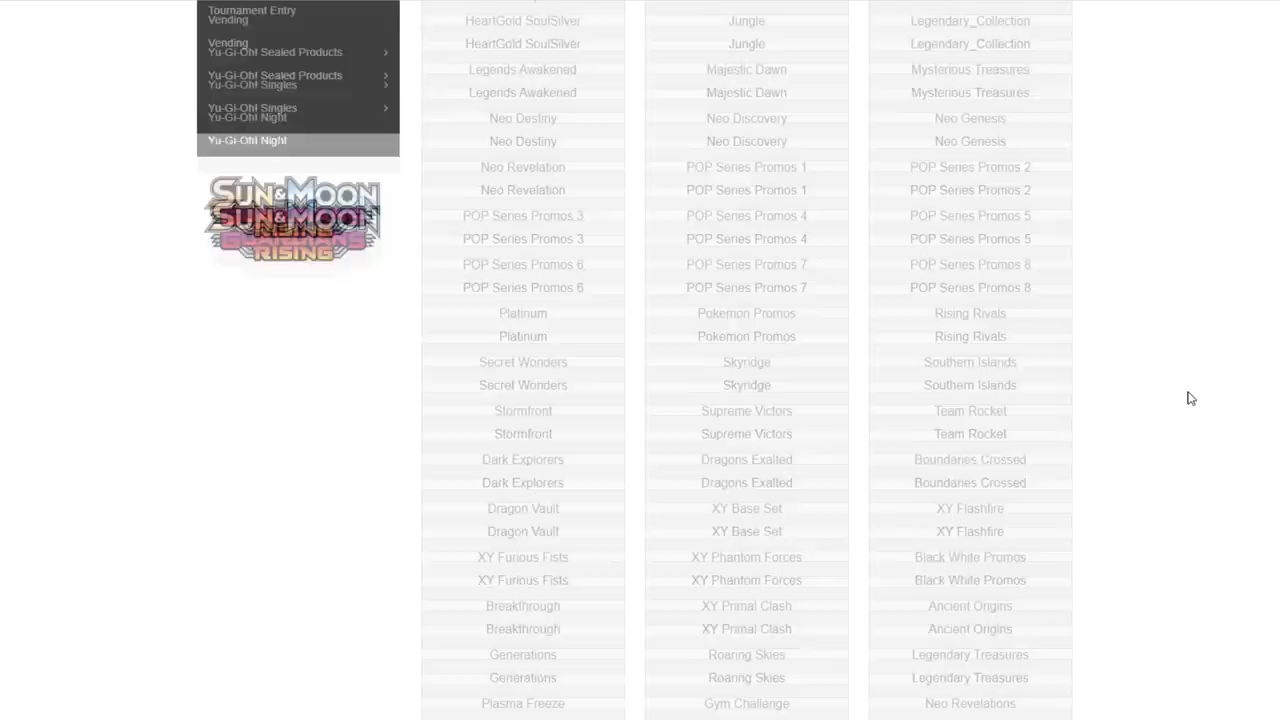 Tournament Entry
Vending
Vending
Yu-Gi-Oh! Sealed Products
Yu-Gi-Oh! Sealed Products
Yu-Gi-Oh! Singles
Yu-Gi-Oh! Singles
Yu-Gi-Oh! Night
Yu-Gi-Oh! Night
SUN & MOON
SUN & MOON
RISING
GUARDIANS
RISING
HeartGold SoulSilver Jungle Legendary_Collection
HeartGold SoulSilver Jungle Legendary_Collection
Legends Awakened Majestic Dawn Mysterious Treasures
Legends Awakened Majestic Dawn Mysterious Treasures
Neo Destiny Neo Discovery Neo Genesis
Neo Destiny Neo Discovery Neo Genesis
Neo Revelation POP Series Promos 1 POP Series Promos 2
Neo Revelation POP Series Promos 1 POP Series Promos 2
POP Series Promos 3 POP Series Promos 4 POP Series Promos 5
POP Series Promos 3 POP Series Promos 4 POP Series Promos 5
POP Series Promos 6 POP Series Promos 7 POP Series Promos 8
POP Series Promos 6 POP Series Promos 7 POP Series Promos 8
Platinum Pokemon Promos Rising Rivals
Platinum Pokemon Promos Rising Rivals
Secret Wonders Skyridge Southern Islands
Secret Wonders Skyridge Southern Islands
Stormfront Supreme Victors Team Rocket
Stormfront Supreme Victors Team Rocket
Dark Explorers Dragons Exalted Boundaries Crossed
Dark Explorers Dragons Exalted Boundaries Crossed
Dragon Vault XY Base Set XY Flashfire
Dragon Vault XY Base Set XY Flashfire
XY Furious Fists XY Phantom Forces Black White Promos
XY Furious Fists XY Phantom Forces Black White Promos
Breakthrough XY Primal Clash Ancient Origins
Breakthrough XY Primal Clash Ancient Origins
Generations Roaring Skies Legendary Treasures
Generations Roaring Skies Legendary Treasures
Plasma Freeze Gym Challenge Neo Revelations